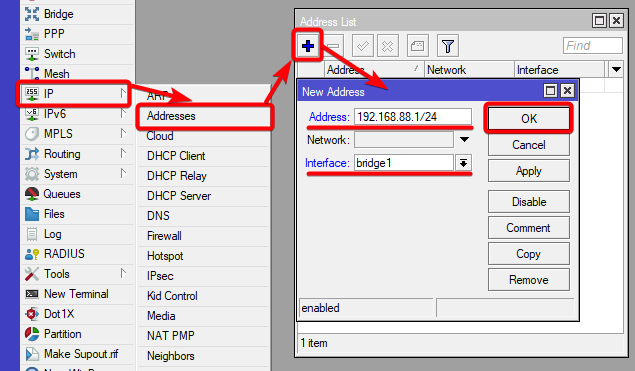 Bridge
PPP
Switch
Mesh
IP
IPv6
MPLS
Routing
System
Queues
Files
Log
RADIUS
Tools
New Terminal
Dot1X
Partition
Make Supout.rif
ARP
Addresses
Cloud
DHCP Client
DHCP Relay
DHCP Server
DNS
Firewall
Hotspot
IPsec
Kid Control
Media
NAT PMP
Neighbors
Address List
Find
Address Network Interface
New Address
Address: 192.168.88.1/24
Network:
Interface: bridge1
OK
Cancel
Apply
Disable
Comment
Copy
Remove
enabled
1 item